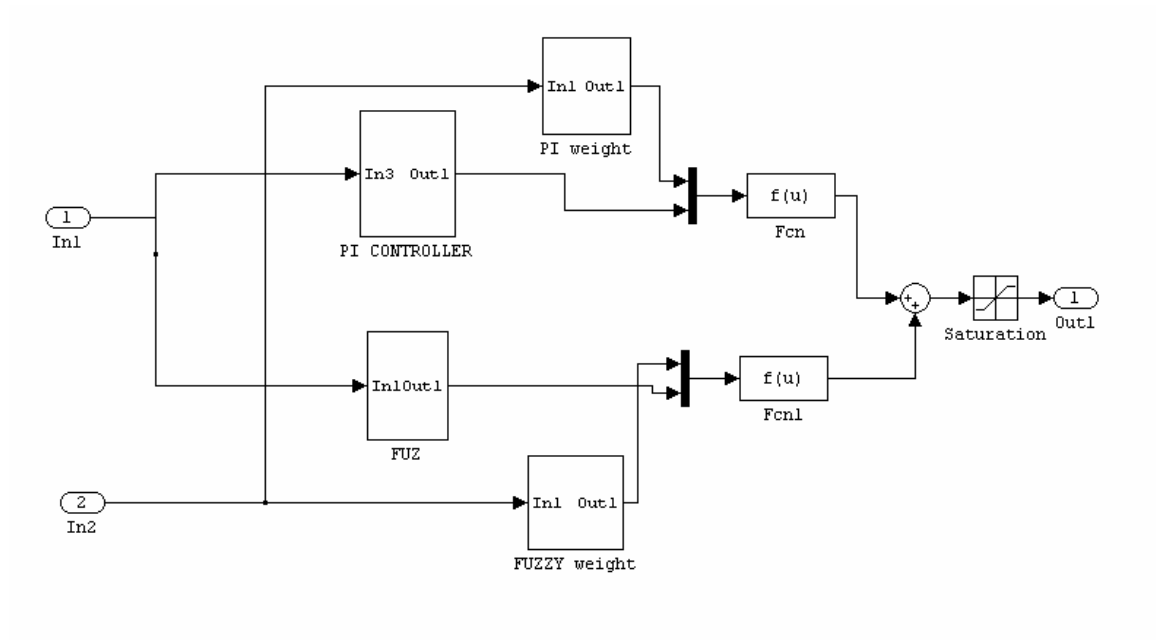 In1 Out1
PI weight
In3 Out1
PI CONTROLLER
1
In1
f(u)
Fcn
+
+
Saturation
1
Out1
In1Out1
FUZ
f(u)
Fcn1
2
In2
In1 Out1
FUZZY weight